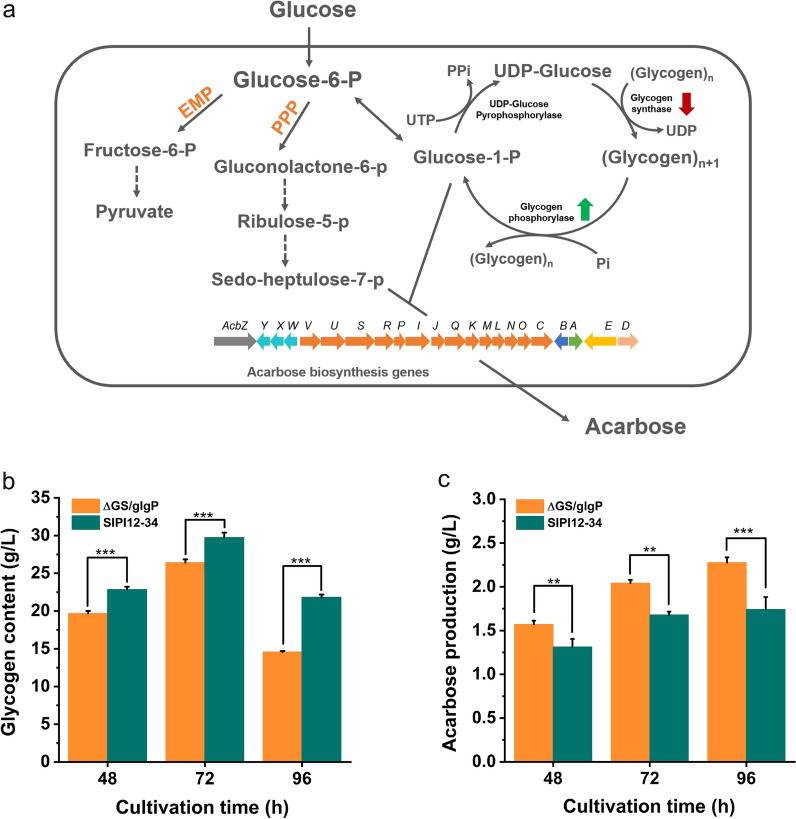 a
Glucose
Glucose-6-P
PPi
UDP-Glucose
(Glycogen)n
EMP
PPP
UTP
UDP-Glucose
Pyrophosphorylase
Glycogen
synthase
UDP
Fructose-6-P
Gluconolactone-6-p
Glucose-1-P
(Glycogen)n+1
Pyruvate
Ribulose-5-p
Glycogen
phosphorylase
Sedo-heptulose-7-p
(Glycogen)n
Pi
AcbZ Y X W V U S R P I J Q K M L N O C B A E D
Acarbose biosynthesis genes
Acarbose
b
ΔGS/glgP
SIPI12-34
Glycogen content (g/L)
35
30
25
20
15
10
5
0
***
***
***
48 72 96
Cultivation time (h)
c
ΔGS/glgP
SIPI12-34
Acarbose production (g/L)
3.0
2.5
2.0
1.5
1.0
0.5
0.0
**
**
***
48 72 96
Cultivation time (h)